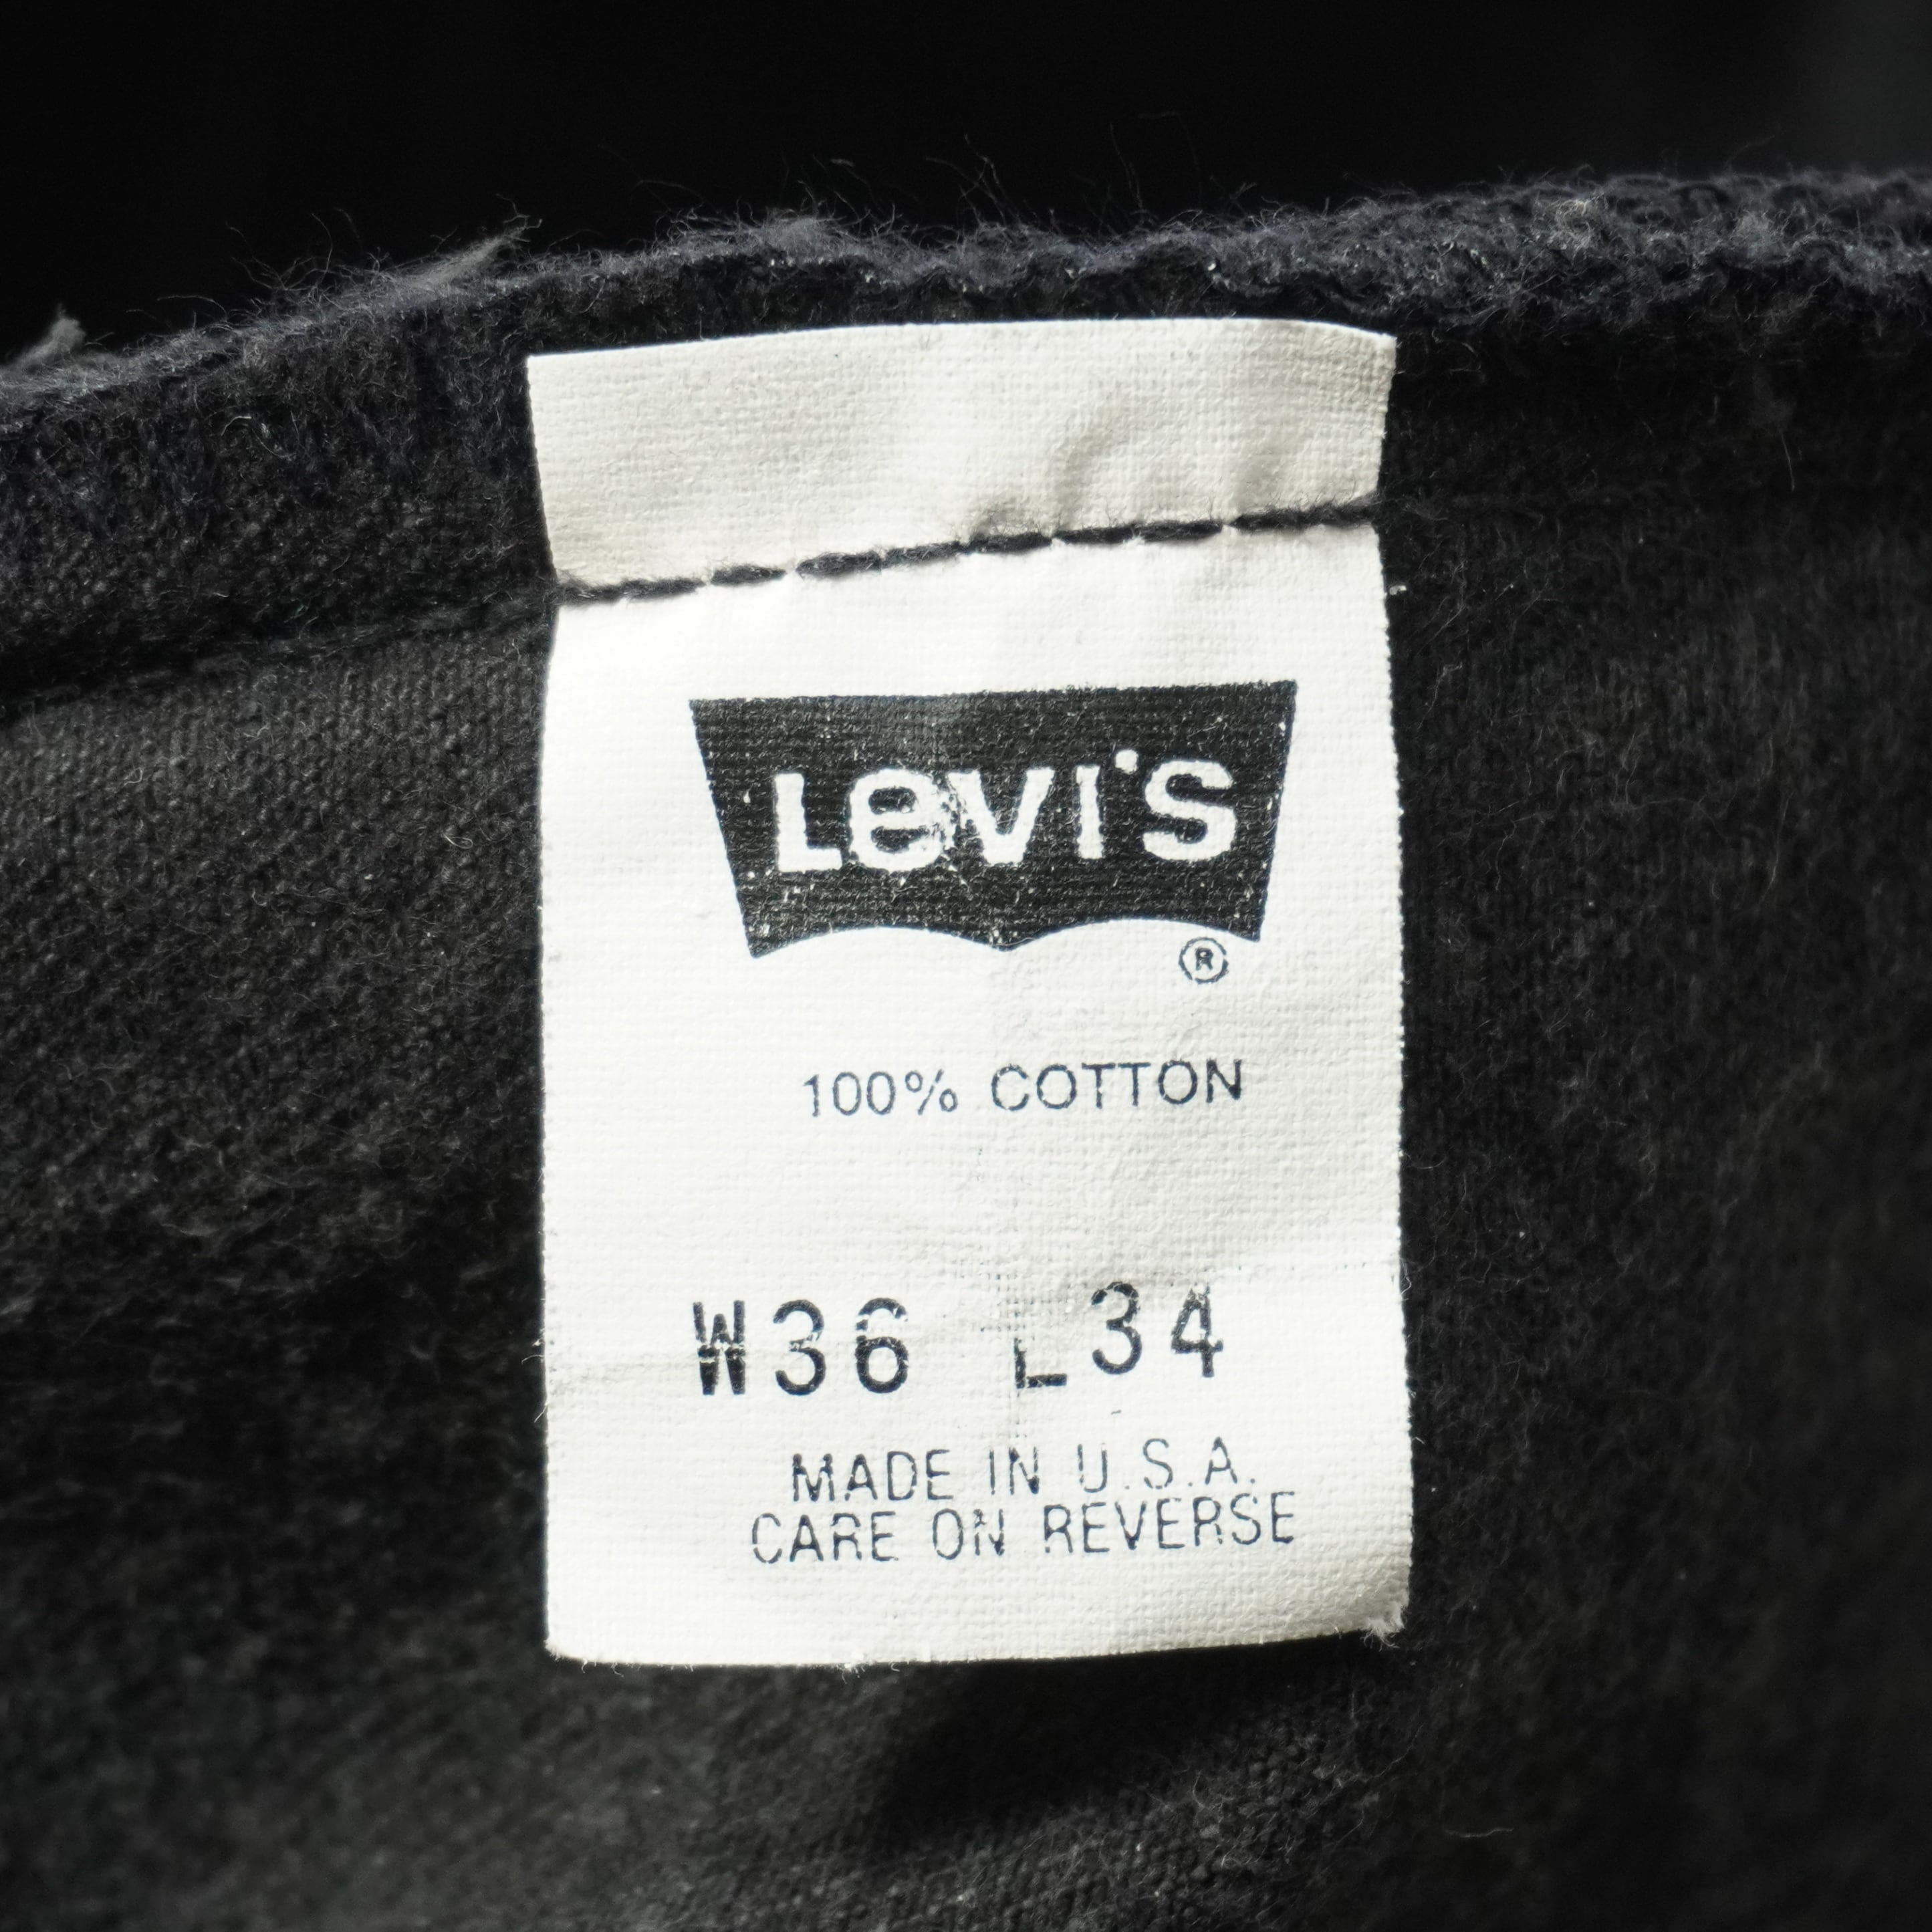 LeVI'S
®
100% COTTON
W36 L34
MADE IN U.S.A.
CARE ON REVERSE